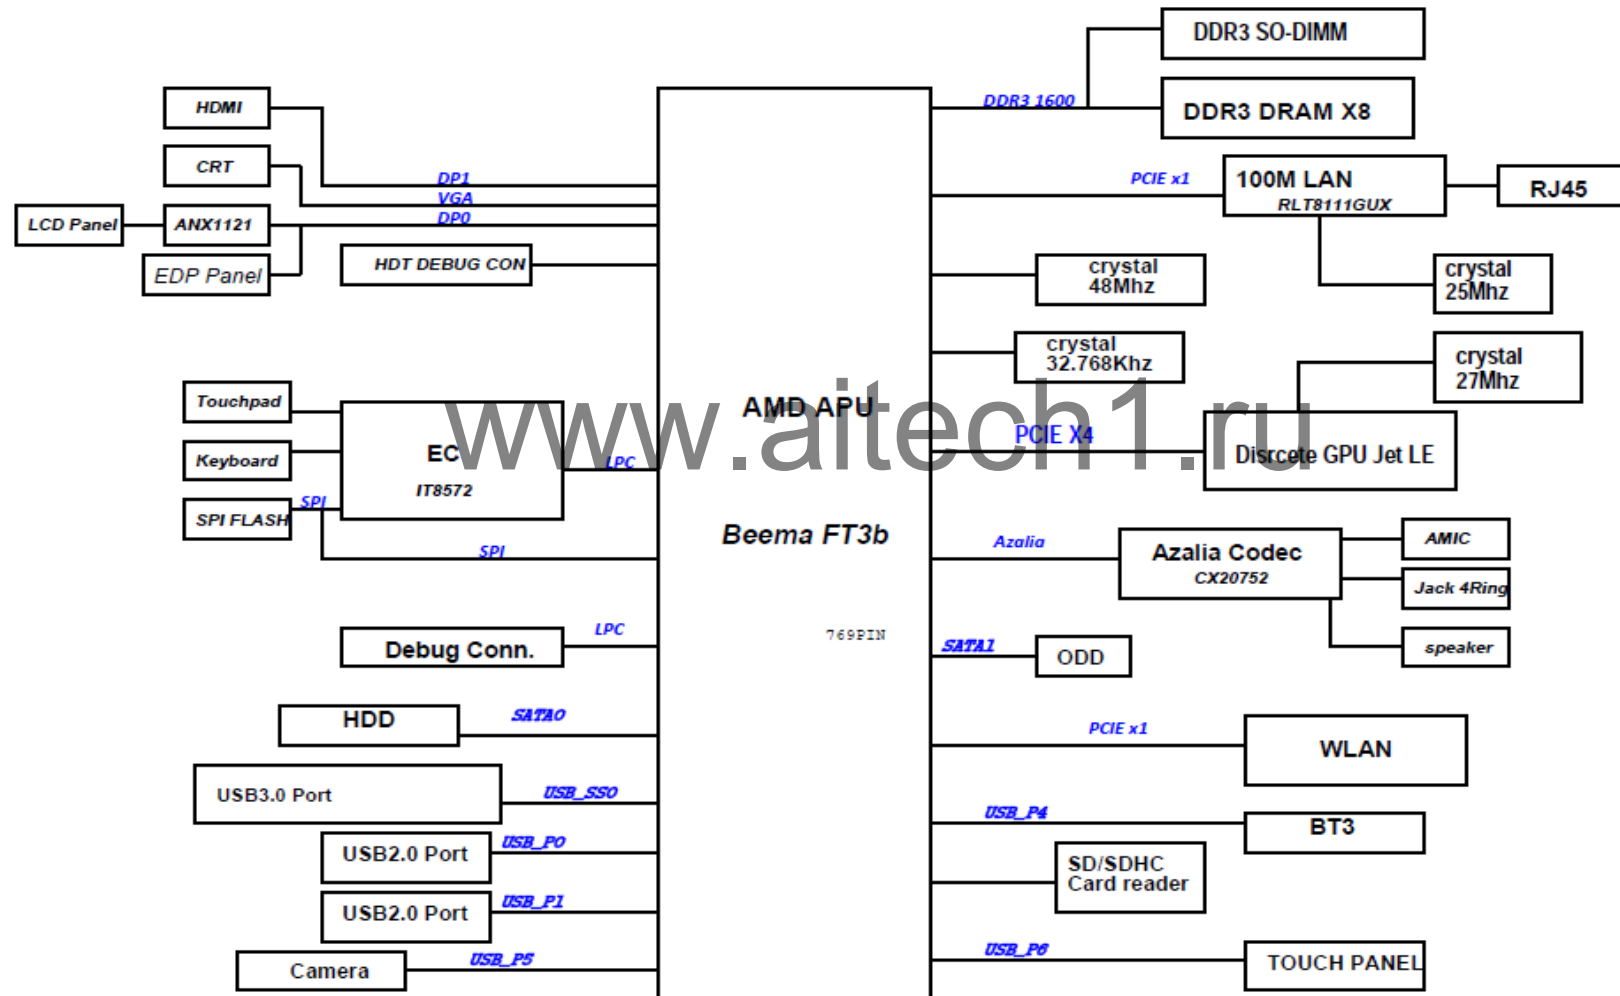 DDR3 SO-DIMM
HDMI
DDR3 1600
DDR3 DRAM X8
CRT
DP1
PCIE x1
100M LAN
RLT8111GUX
RJ45
VGA
LCD Panel
ANX1121
DP0
EDP Panel
HDT DEBUG CON
crystal
48Mhz
crystal
25Mhz
crystal
32.768Khz
crystal
27Mhz
www.aitech1.ru
Touchpad
AMD APU
PCIE X4
Keyboard
EC
IT8572
LPC
Disrcete GPU Jet LE
SPI FLASH
SPI
SPI
Beema FT3b
Azalia
Azalia Codec
CX20752
AMIC
Jack 4Ring
speaker
769PIN
Debug Conn.
LPC
SATA1
ODD
HDD
SATA0
PCIE x1
WLAN
USB3.0 Port
USB_SS0
USB_P4
BT3
USB2.0 Port
USB_P0
SD/SDHC
Card reader
USB2.0 Port
USB_P1
Camera
USB_P5
USB_P6
TOUCH PANEL